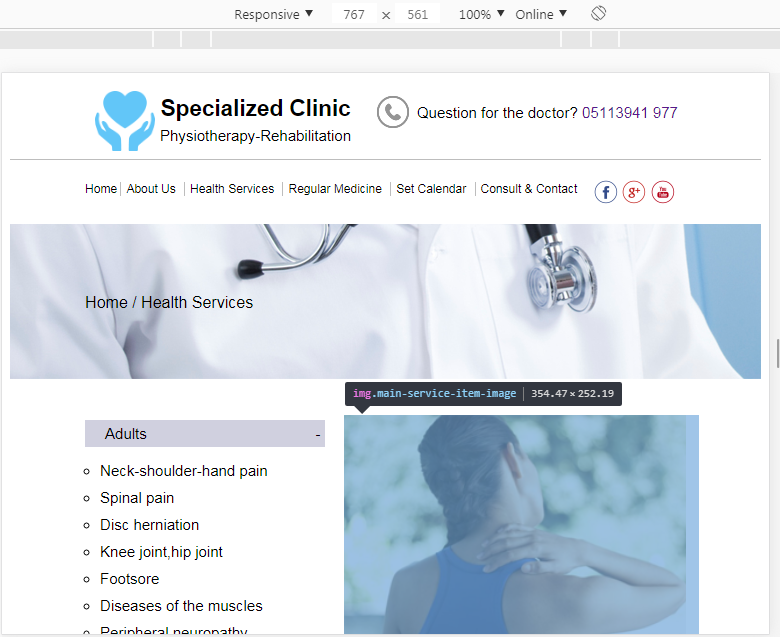 Responsive ▼ 767 × 561 100% ▼ Online ▼
Specialized Clinic
Physiotherapy-Rehabilitation
Question for the doctor? 05113941 977
Home About Us Health Services Regular Medicine Set Calendar Consult & Contact f g+ You Tube
Home / Health Services
img.main-service-item-image 354.47 × 252.19
Adults -
Neck-shoulder-hand pain
Spinal pain
Disc herniation
Knee joint,hip joint
Footsore
Diseases of the muscles
Peripheral neuropathy